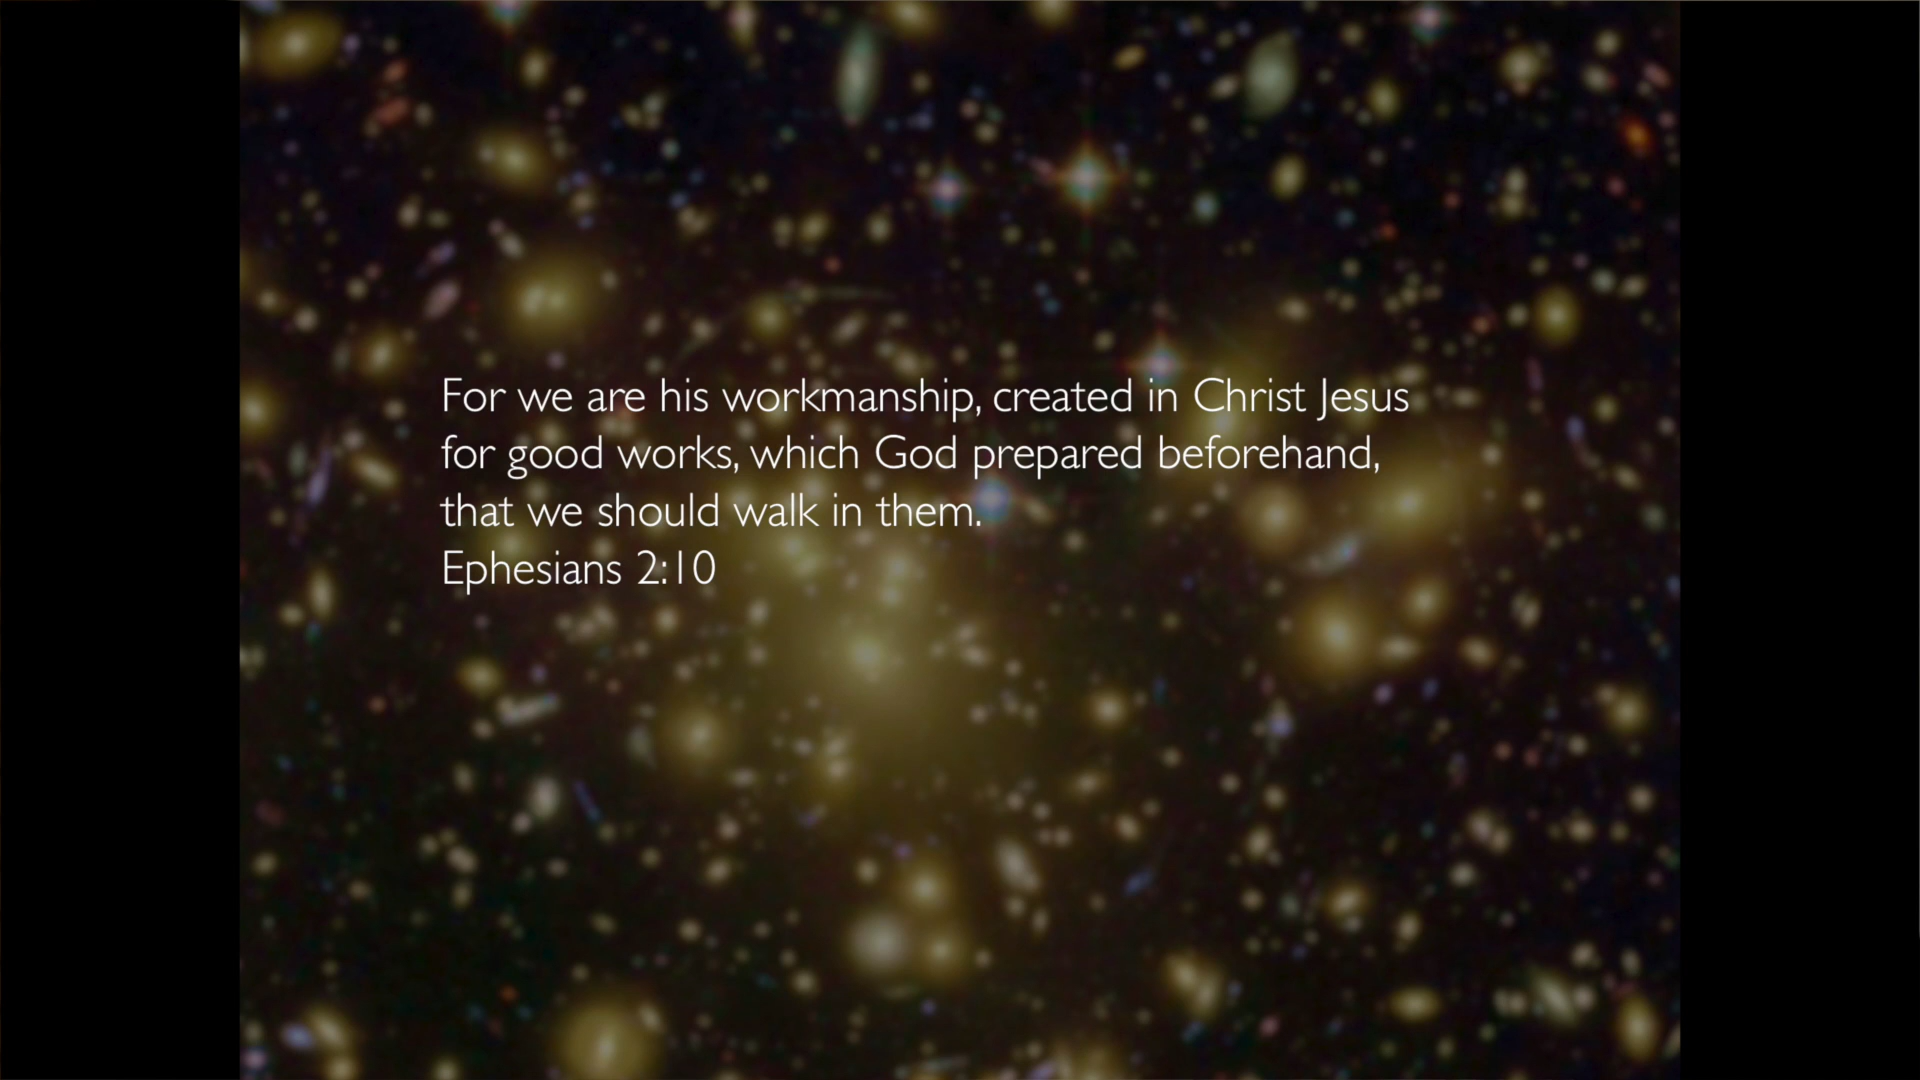 For we are his workmanship, created in Christ Jesus
for good works, which God prepared beforehand,
that we should walk in them.
Ephesians 2:10